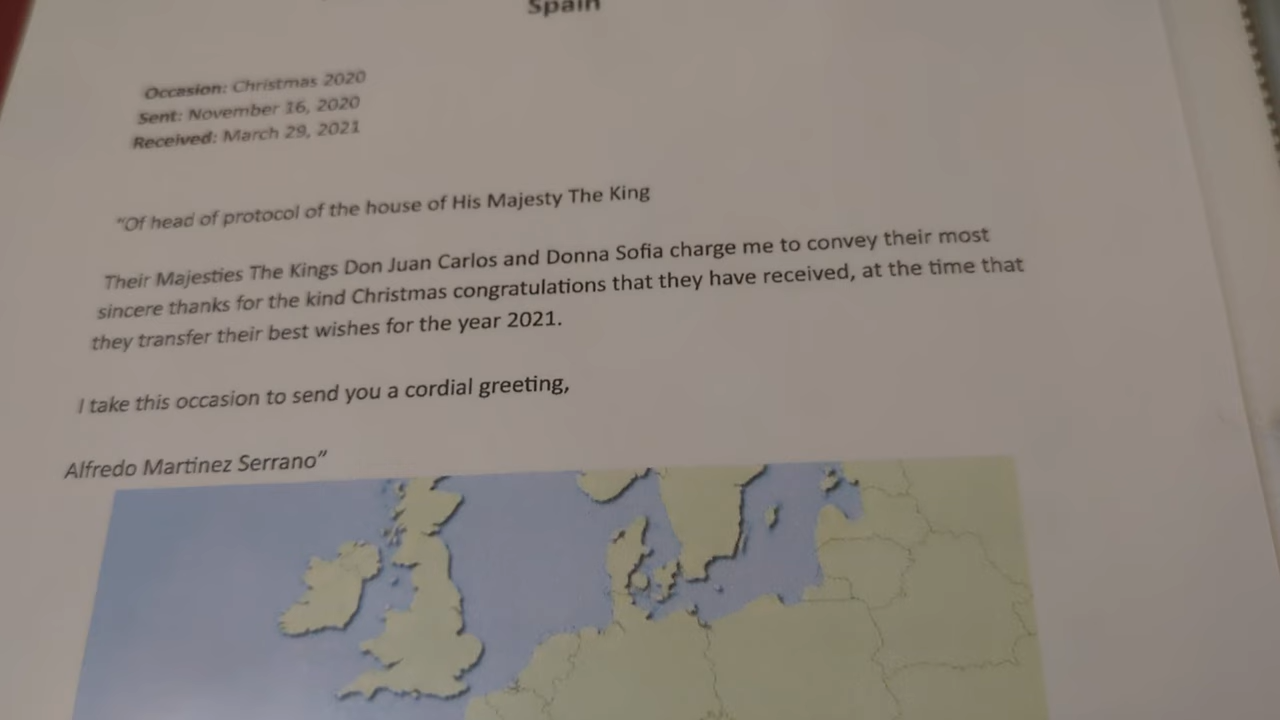 Spain
Occasion: Christmas 2020
Sent: November 16, 2020
Received: March 29, 2021
"Of head of protocol of the house of His Majesty The King
Their Majesties The Kings Don Juan Carlos and Donna Sofia charge me to convey their most
sincere thanks for the kind Christmas congratulations that they have received, at the time that
they transfer their best wishes for the year 2021.
I take this occasion to send you a cordial greeting,
Alfredo Martinez Serrano"